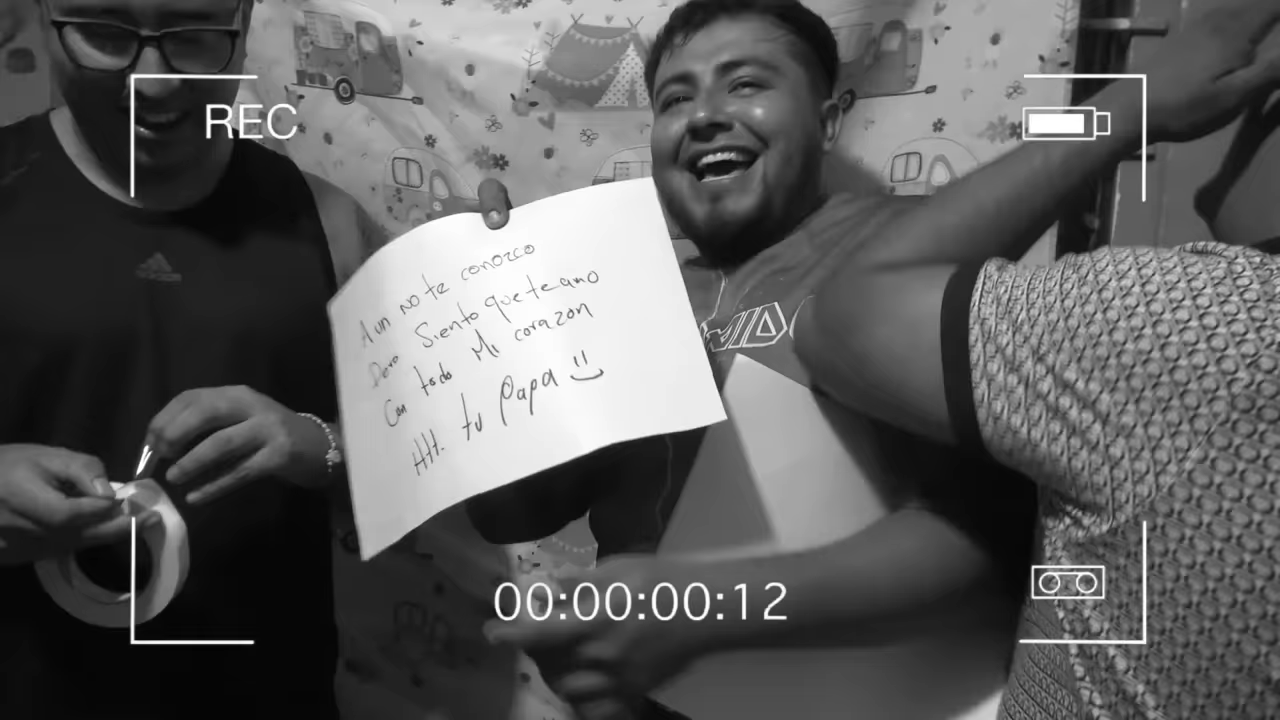 REC
Aun no te conozco
Pero Siento que te amo
Con todo Mi corazon
Att. tu Papa
00:00:00:12